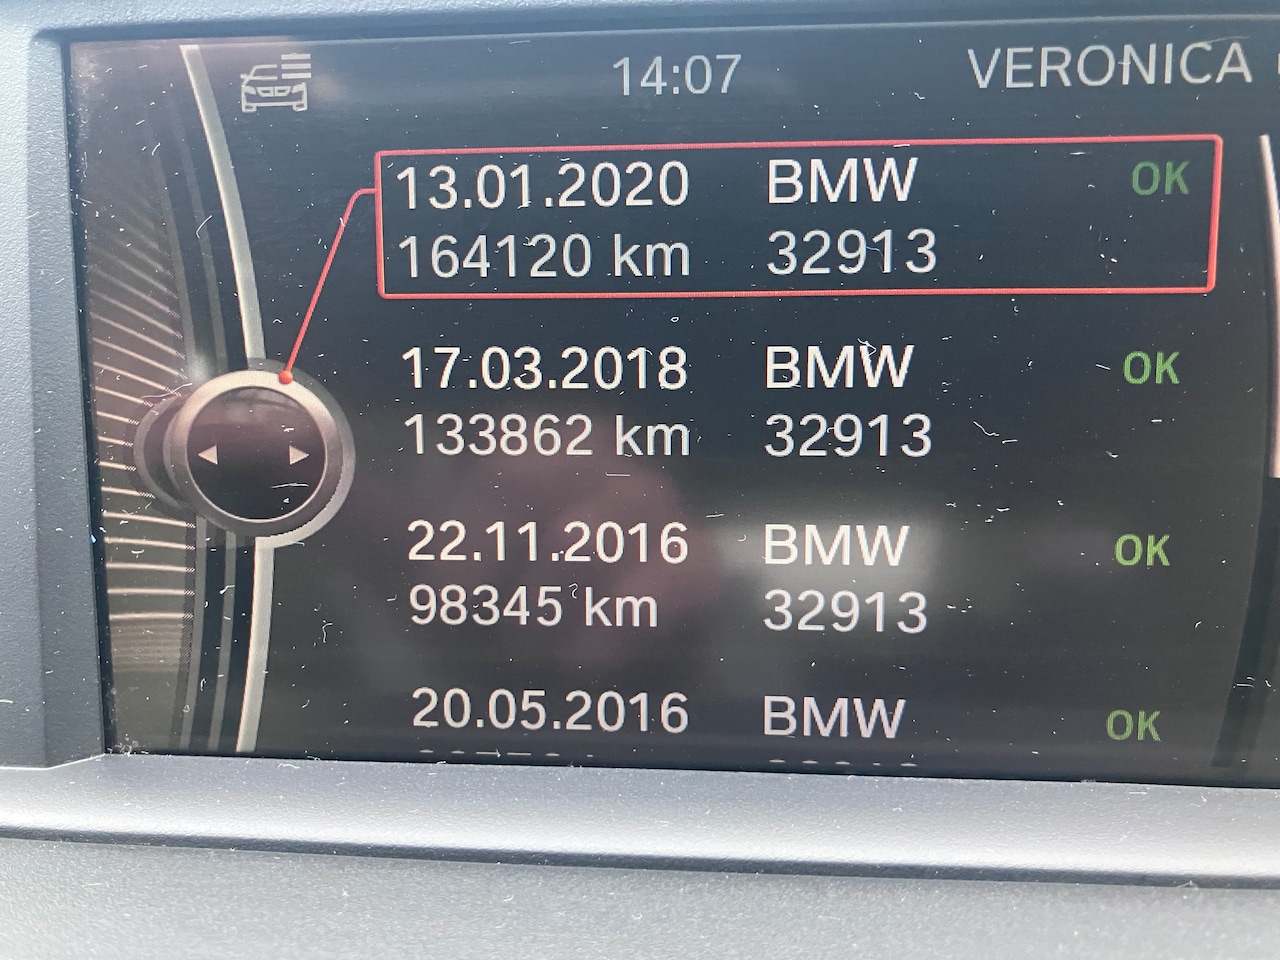 14:07 VERONICA
13.01.2020 BMW OK
164120 km 32913
17.03.2018 BMW OK
133862 km 32913
22.11.2016 BMW OK
98345 km 32913
20.05.2016 BMW OK